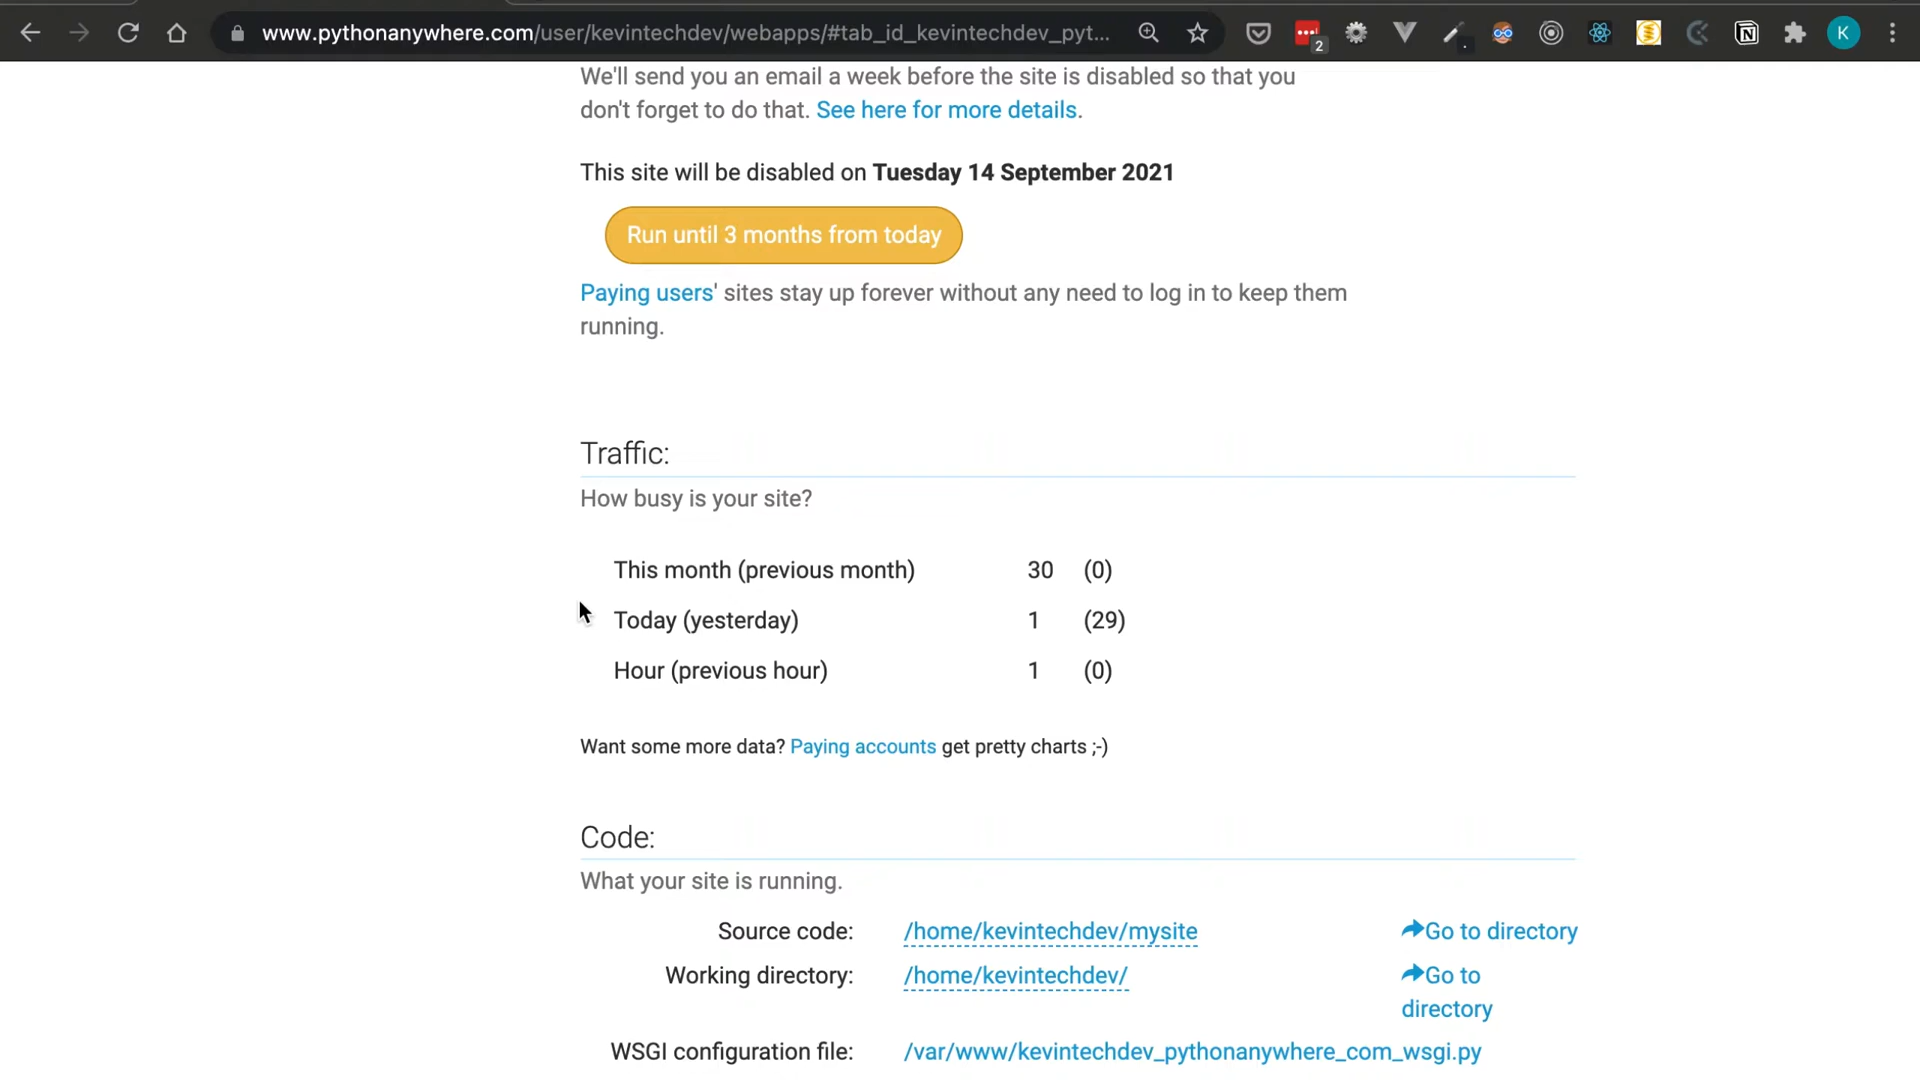 www.pythonanywhere.com/user/kevintechdev/webapps/#tab_id_kevintechdev_pyt...
2
K
We'll send you an email a week before the site is disabled so that you
don't forget to do that. See here for more details.
This site will be disabled on Tuesday 14 September 2021
Run until 3 months from today
Paying users' sites stay up forever without any need to log in to keep them
running.
Traffic:
How busy is your site?
This month (previous month) 30 (0)
Today (yesterday) 1 (29)
Hour (previous hour) 1 (0)
Want some more data? Paying accounts get pretty charts ;-)
Code:
What your site is running.
Source code: /home/kevintechdev/mysite Go to directory
Working directory: /home/kevintechdev/ Go to
directory
WSGI configuration file: /var/www/kevintechdev_pythonanywhere_com_wsgi.py